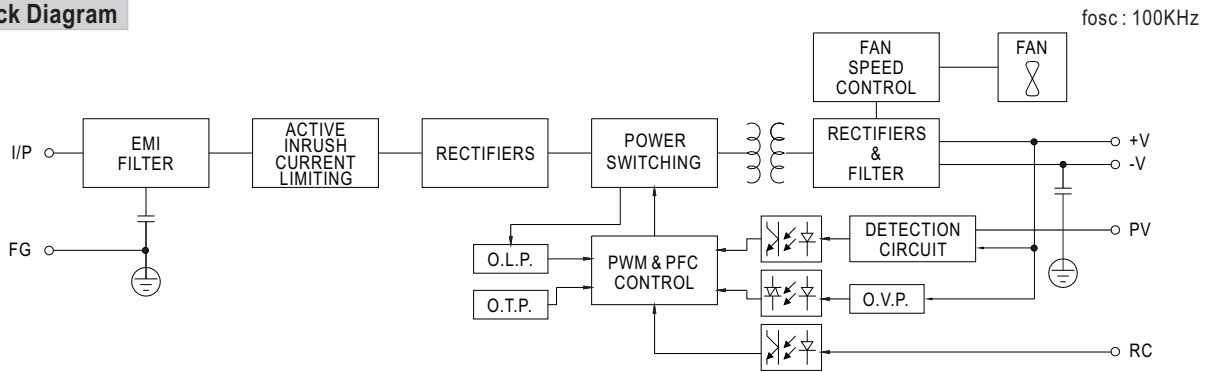 ck Diagram
fosc : 100KHz
FAN
SPEED
CONTROL
FAN
I/P
EMI
FILTER
ACTIVE
INRUSH
CURRENT
LIMITING
RECTIFIERS
POWER
SWITCHING
RECTIFIERS
&
FILTER
+V
-V
FG
O.L.P.
PWM & PFC
CONTROL
DETECTION
CIRCUIT
PV
O.T.P.
O.V.P.
RC